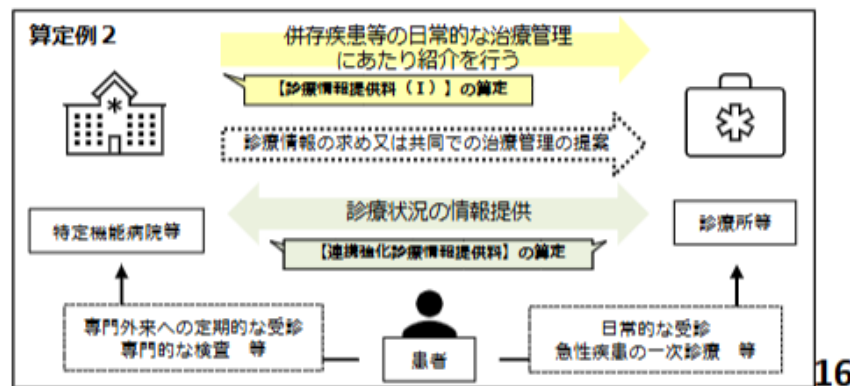 算定例2
併存疾患等の日常的な治療管理
にあたり紹介を行う
【診療情報提供料（Ⅰ）】の算定
診療情報の求め又は共同での治療管理の提案
診療状況の情報提供
特定機能病院等
診療所等
【連携強化診療情報提供料】の算定
専門外来への定期的な受診
専門的な検査　等
患者
日常的な受診
急性疾患の一次診療　等
16